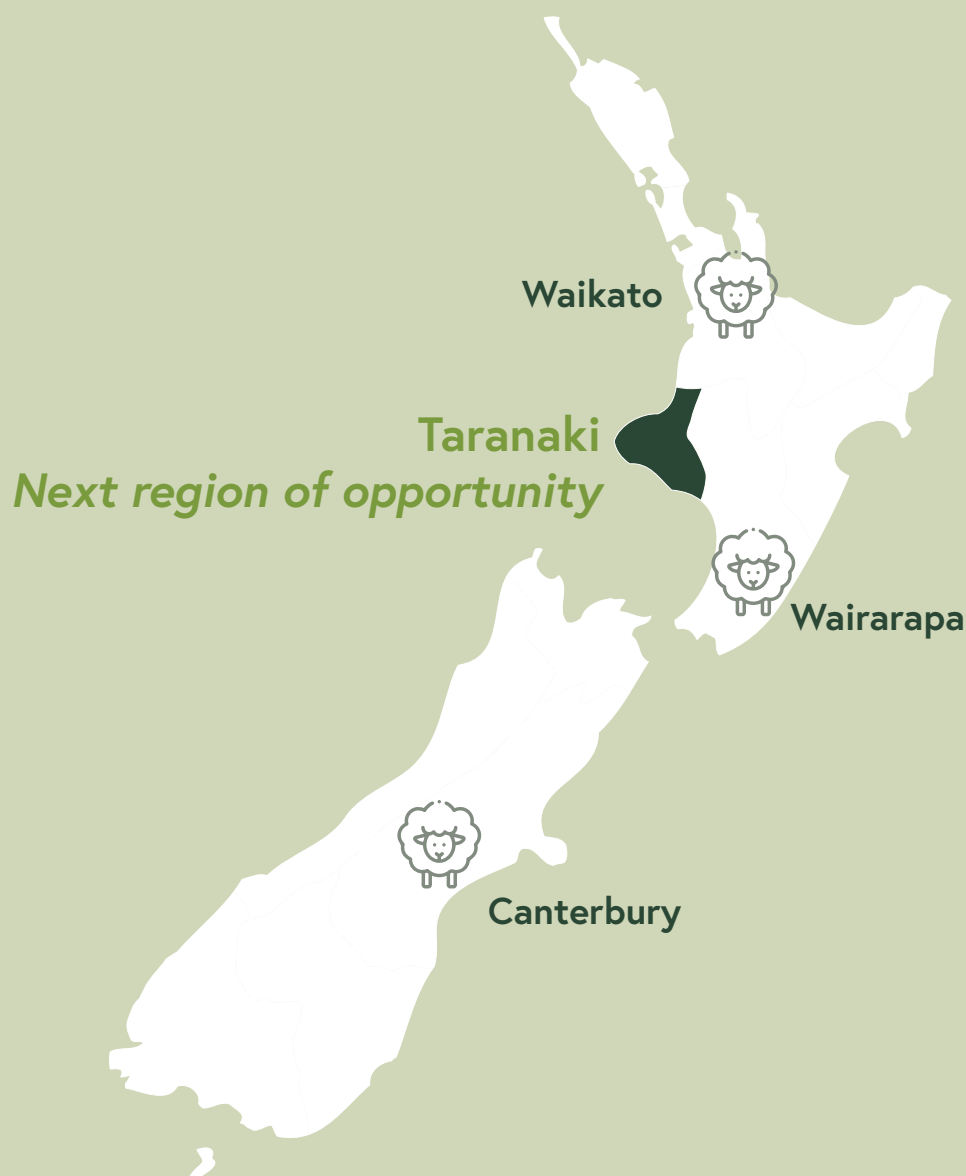 Waikato
Taranaki
Next region of opportunity
Wairarapa
Canterbury